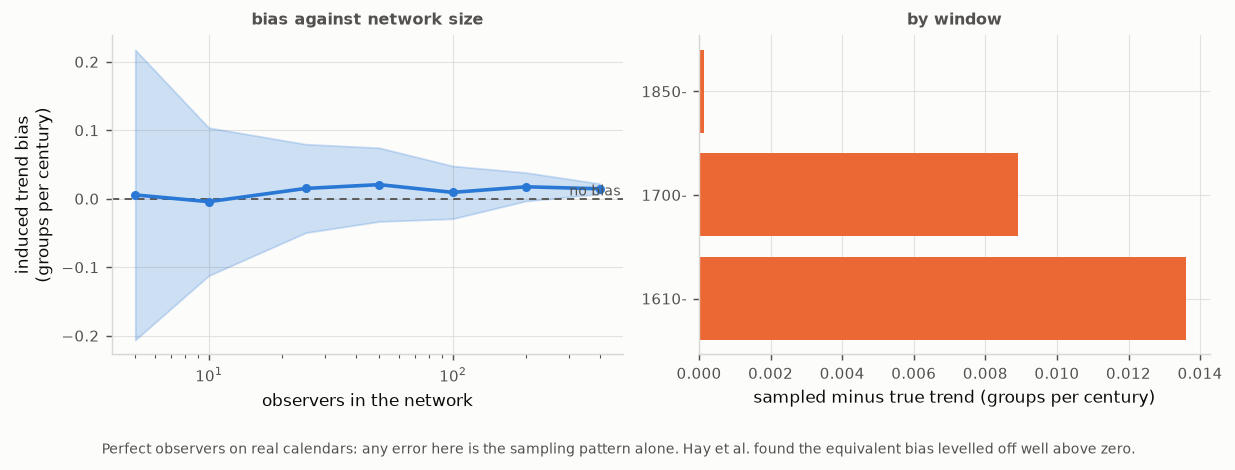 bias against network size
induced trend bias
(groups per century)
0.2
0.1
0.0
−0.1
−0.2
no bias
10¹
10²
observers in the network
by window
1850-
1700-
1610-
0.000
0.002
0.004
0.006
0.008
0.010
0.012
0.014
sampled minus true trend (groups per century)
Perfect observers on real calendars: any error here is the sampling pattern alone. Hay et al. found the equivalent bias levelled off well above zero.